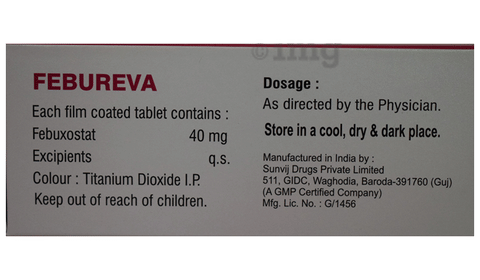 ©1mg
FEBUREVA
Each film coated tablet contains :
Febuxostat 40 mg
Excipients q.s.
Colour : Titanium Dioxide I.P.
Keep out of reach of children.
Dosage :
As directed by the Physician.
Store in a cool, dry & dark place.
Manufactured in India by :
Sunvij Drugs Private Limited
511, GIDC, Waghodia, Baroda-391760 (Guj)
(A GMP Certified Company)
Mfg. Lic. No. : G/1456